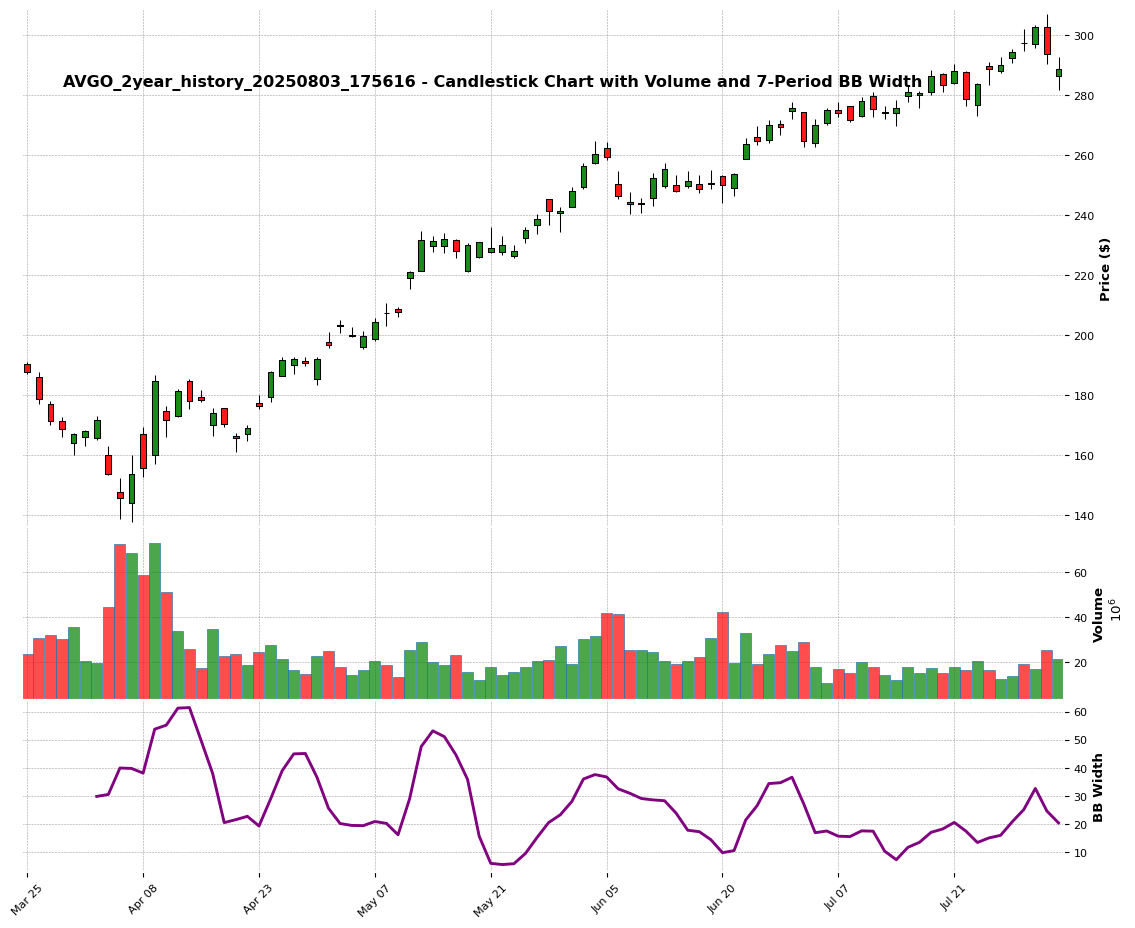 AVGO_2year_history_20250803_175616 - Candlestick Chart with Volume and 7-Period BB Width
300
280
260
240
220
200
180
160
140
Price ($)
60
40
20
Volume
10^6
60
50
40
30
20
10
BB Width
Mar 25
Apr 08
Apr 23
May 07
May 21
Jun 05
Jun 20
Jul 07
Jul 21